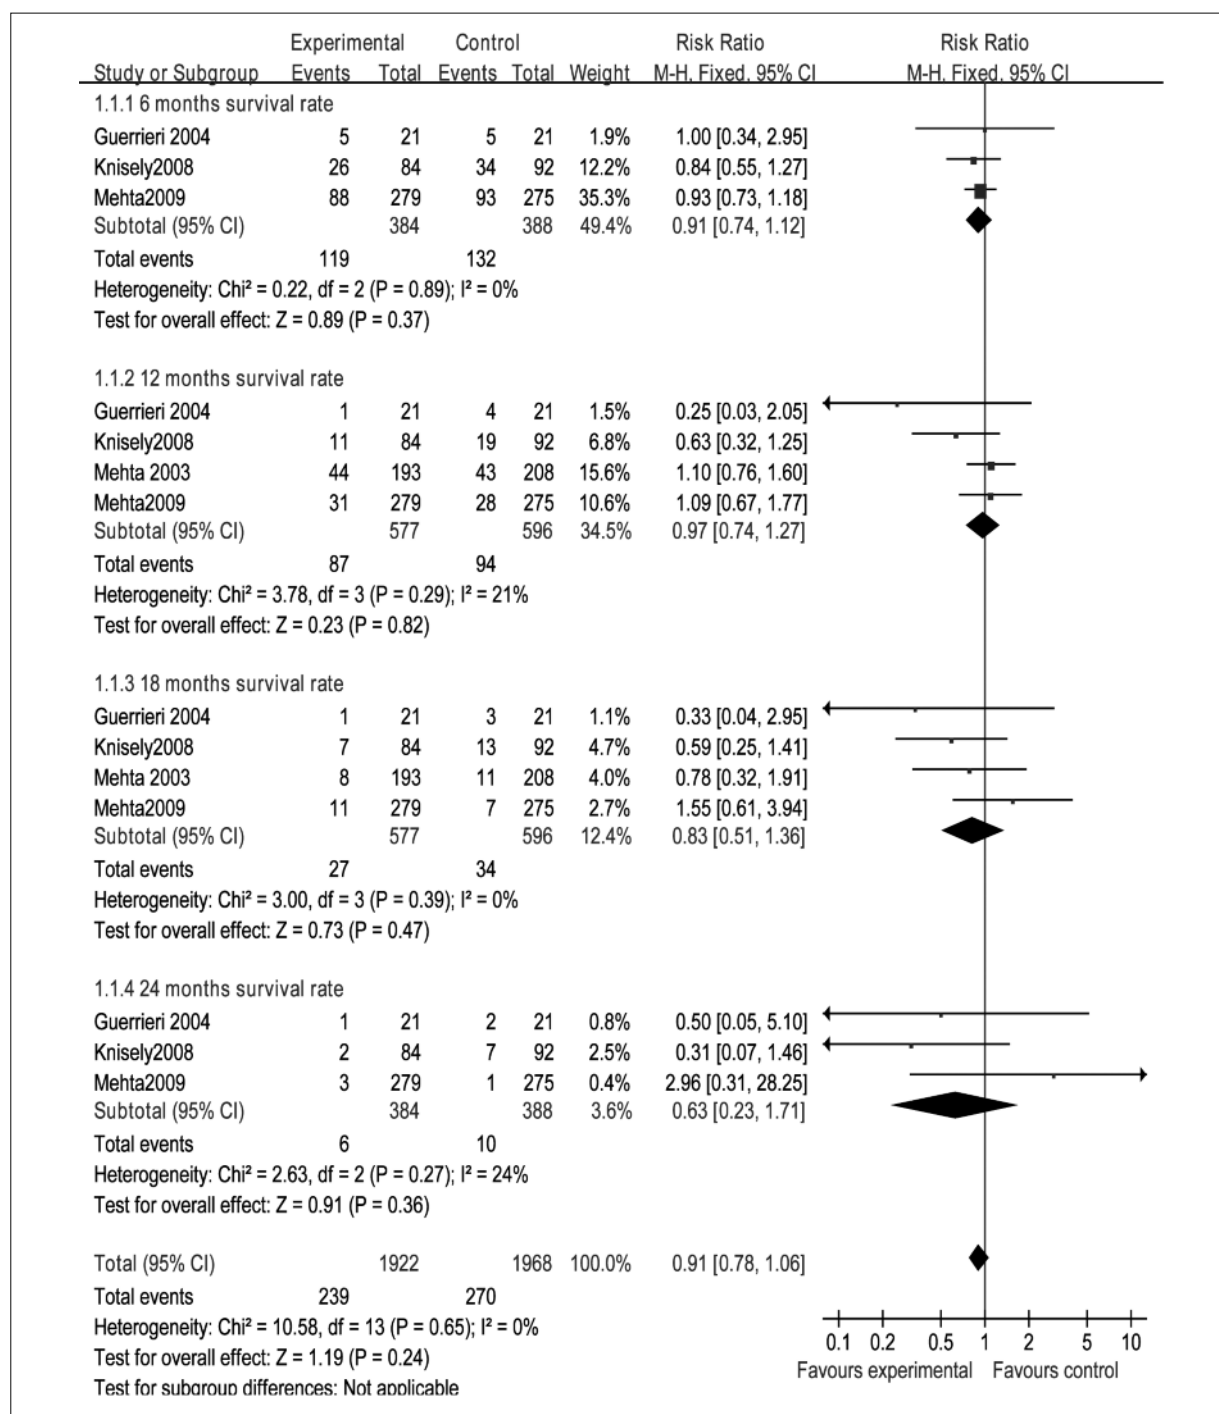 Experimental Control Risk Ratio Risk Ratio
Study or Subgroup Events Total Events Total Weight M-H, Fixed, 95% CI M-H, Fixed, 95% CI
1.1.1 6 months survival rate
Guerrieri 2004 5 21 5 21 1.9% 1.00 [0.34, 2.95]
Knisely2008 26 84 34 92 12.2% 0.84 [0.55, 1.27]
Mehta2009 88 279 93 275 35.3% 0.93 [0.73, 1.18]
Subtotal (95% CI) 384 388 49.4% 0.91 [0.74, 1.12]
Total events 119 132
Heterogeneity: Chi² = 0.22, df = 2 (P = 0.89); I² = 0%
Test for overall effect: Z = 0.89 (P = 0.37)
1.1.2 12 months survival rate
Guerrieri 2004 1 21 4 21 1.5% 0.25 [0.03, 2.05]
Knisely2008 11 84 19 92 6.8% 0.63 [0.32, 1.25]
Mehta 2003 44 193 43 208 15.6% 1.10 [0.76, 1.60]
Mehta2009 31 279 28 275 10.6% 1.09 [0.67, 1.77]
Subtotal (95% CI) 577 596 34.5% 0.97 [0.74, 1.27]
Total events 87 94
Heterogeneity: Chi² = 3.78, df = 3 (P = 0.29); I² = 21%
Test for overall effect: Z = 0.23 (P = 0.82)
1.1.3 18 months survival rate
Guerrieri 2004 1 21 3 21 1.1% 0.33 [0.04, 2.95]
Knisely2008 7 84 13 92 4.7% 0.59 [0.25, 1.41]
Mehta 2003 8 193 11 208 4.0% 0.78 [0.32, 1.91]
Mehta2009 11 279 7 275 2.7% 1.55 [0.61, 3.94]
Subtotal (95% CI) 577 596 12.4% 0.83 [0.51, 1.36]
Total events 27 34
Heterogeneity: Chi² = 3.00, df = 3 (P = 0.39); I² = 0%
Test for overall effect: Z = 0.73 (P = 0.47)
1.1.4 24 months survival rate
Guerrieri 2004 1 21 2 21 0.8% 0.50 [0.05, 5.10]
Knisely2008 2 84 7 92 2.5% 0.31 [0.07, 1.46]
Mehta2009 3 279 1 275 0.4% 2.96 [0.31, 28.25]
Subtotal (95% CI) 384 388 3.6% 0.63 [0.23, 1.71]
Total events 6 10
Heterogeneity: Chi² = 2.63, df = 2 (P = 0.27); I² = 24%
Test for overall effect: Z = 0.91 (P = 0.36)
Total (95% CI) 1922 1968 100.0% 0.91 [0.78, 1.06]
Total events 239 270
Heterogeneity: Chi² = 10.58, df = 13 (P = 0.65); I² = 0%
Test for overall effect: Z = 1.19 (P = 0.24)
Test for subgroup differences: Not applicable
0.1 0.2 0.5 1 2 5 10
Favours experimental Favours control